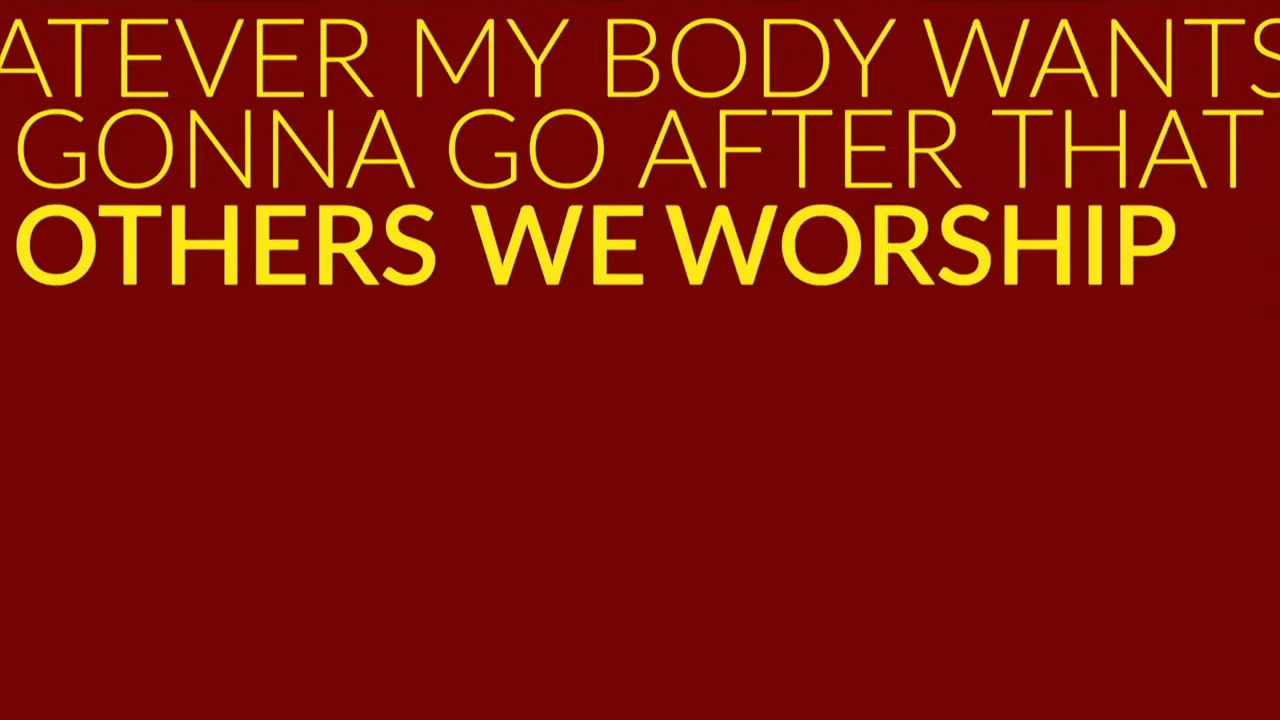 ATEVER MY BODY WANTS
GONNA GO AFTER THAT
OTHERS WE WORSHIP